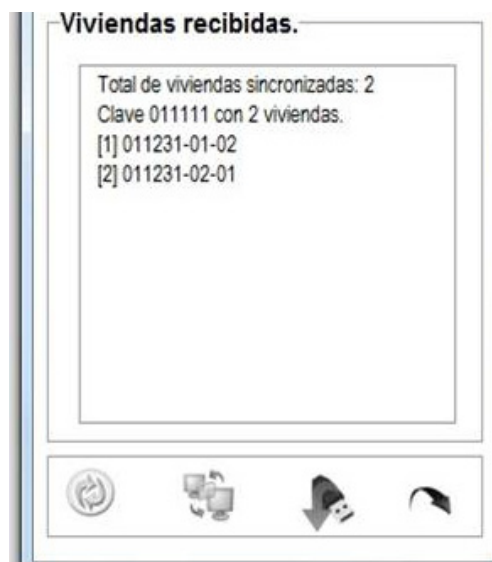 Viviendas recibidas.
Total de viviendas sincronizadas: 2
Clave 011111 con 2 viviendas.
[1] 011231-01-02
[2] 011231-02-01